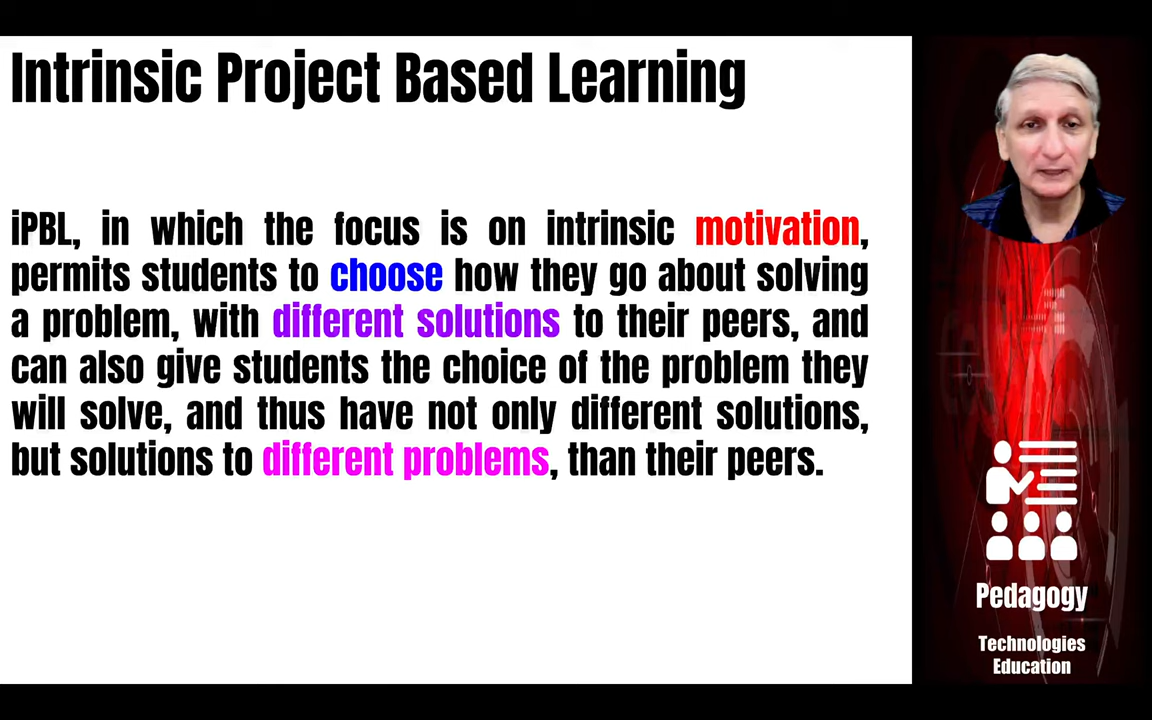 Intrinsic Project Based Learning
iPBL, in which the focus is on intrinsic motivation,
permits students to choose how they go about solving
a problem, with different solutions to their peers, and
can also give students the choice of the problem they
will solve, and thus have not only different solutions,
but solutions to different problems, than their peers.
Pedagogy
Technologies
Education